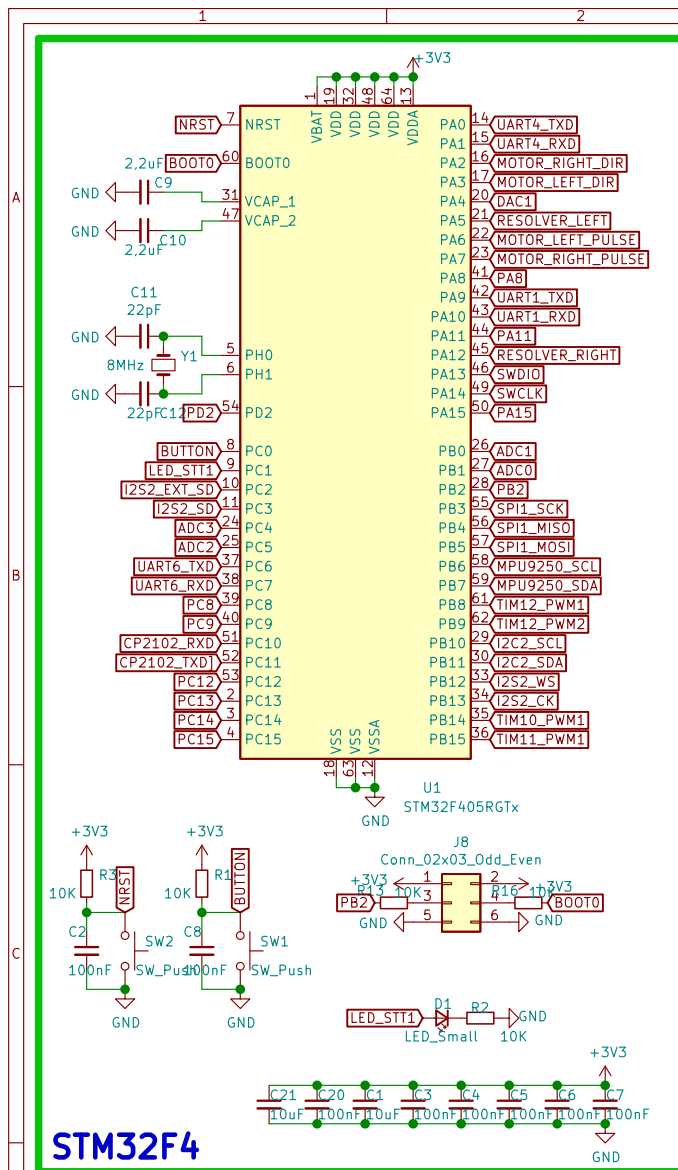 1 2
A
B
C
+3V3
1 19 32 48 64 13
VBAT VDD VDD VDD VDD VDDA
NRST 7 NRST
BOOT0 60 BOOT0
2,2uF
C9
GND 31 VCAP_1
GND 47 VCAP_2
C10
2,2uF
C11
22pF
GND
5 PH0
8MHz Y1
6 PH1
GND
22pF C12
PD2 54 PD2
BUTTON 8 PC0
LED_STT1 9 PC1
I2S2_EXT_SD 10 PC2
I2S2_SD 11 PC3
ADC3 24 PC4
ADC2 25 PC5
UART6_TXD 37 PC6
UART6_RXD 38 PC7
PC8 39 PC8
PC9 40 PC9
CP2102_RXD 51 PC10
CP2102_TXD] 52 PC11
PC12 53 PC12
PC13 2 PC13
PC14 3 PC14
PC15 4 PC15
PA0 14 UART4_TXD
PA1 15 UART4_RXD
PA2 16 MOTOR_RIGHT_DIR
PA3 17 MOTOR_LEFT_DIR
PA4 20 DAC1
PA5 21 RESOLVER_LEFT
PA6 22 MOTOR_LEFT_PULSE
PA7 23 MOTOR_RIGHT_PULSE
PA8 41 PA8
PA9 42 UART1_TXD
PA10 43 UART1_RXD
PA11 44 PA11
PA12 45 RESOLVER_RIGHT
PA13 46 SWDIO
PA14 49 SWCLK
PA15 50 PA15
PB0 26 ADC1
PB1 27 ADC0
PB2 28 PB2
PB3 55 SPI1_SCK
PB4 56 SPI1_MISO
PB5 57 SPI1_MOSI
PB6 58 MPU9250_SCL
PB7 59 MPU9250_SDA
PB8 61 TIM12_PWM1
PB9 62 TIM12_PWM2
PB10 29 I2C2_SCL
PB11 30 I2C2_SDA
PB12 33 I2S2_WS
PB13 34 I2S2_CK
PB14 35 TIM10_PWM1
PB15 36 TIM11_PWM1
VSS VSS VSSA
18 63 12
GND
U1
STM32F405RGTx
+3V3
R3
10K
NRST
C2
100nF
SW2
SW_Push
GND
+3V3
R1
10K
BUTTON
C8
100nF
SW1
SW_Push
GND
J8
Conn_02x03_Odd_Even
+3V3 1 2 +3V3
PB2 R13 10K 3 4 R16 10K BOOT0
GND 5 6 GND
LED_STT1 D1 R2 GND
LED_Small 10K
+3V3
C21 C20 C1 C3 C4 C5 C6 C7
10uF 100nF 10uF 100nF 100nF 100nF 100nF 100nF
GND
STM32F4